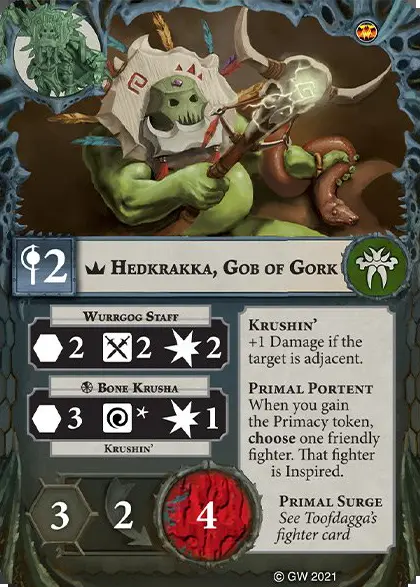 2
Hedkrakka, Gob of Gork
Wurrgog Staff
2 2 2
Bone Krusha
3 * 1
Krushin'
3 2 4
2
Krushin'
+1 Damage if the
target is adjacent.
Primal Portent
When you gain
the Primacy token,
choose one friendly
fighter. That fighter
is Inspired.
Primal Surge
See Toofdagga's
fighter card
© GW 2021